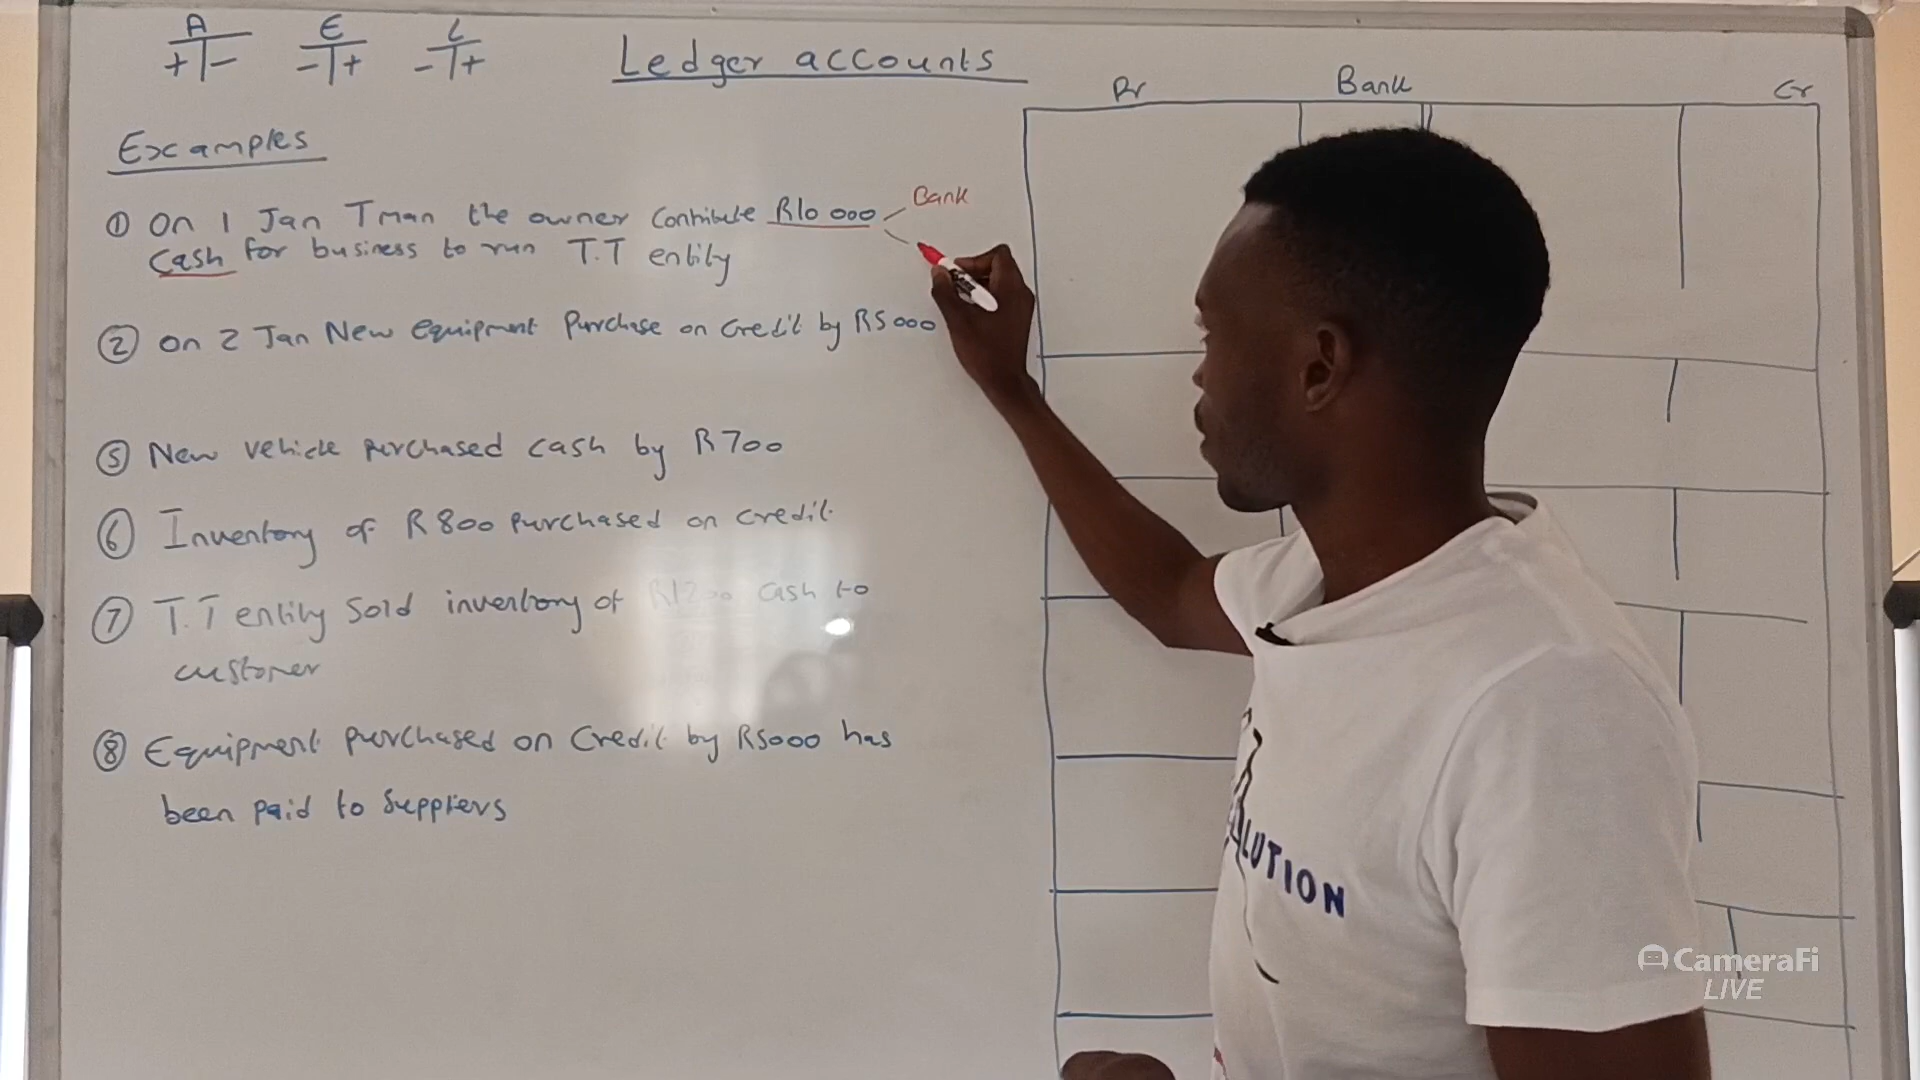 A E L
+ - - + - +
Ledger accounts
Dr Bank Cr
Examples
① On 1 Jan Tman the owner Contribute R10 000 Bank
Cash for business to run T.T entity
② on 2 Jan New equipment Purchase on Credit by R5000
⑤ New vehicle purchased cash by R700
⑥ Inventory of R800 purchased on credit
⑦ T.T entity Sold inventory of R1200 cash to
customer
⑧ Equipment purchased on Credit by R5000 has
been paid to Suppliers
LUTION
CameraFi
LIVE